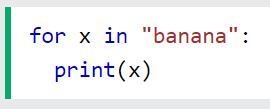 for x in "banana":
  print(x)